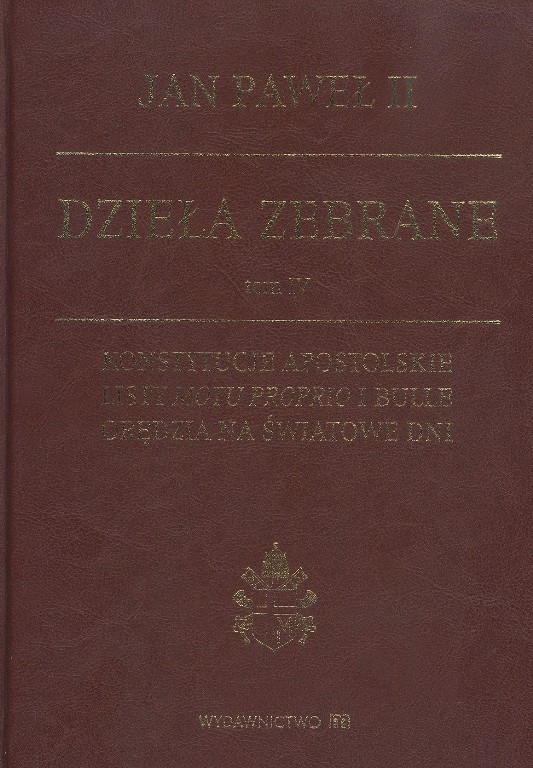 JAN PAWEŁ II
DZIEŁA ZEBRANE
tom IV
KONSTYTUCJE APOSTOLSKIE
LISTY MOTU PROPRIO I BULLE
ORĘDZIA NA ŚWIATOWE DNI
M
WYDAWNICTWO m